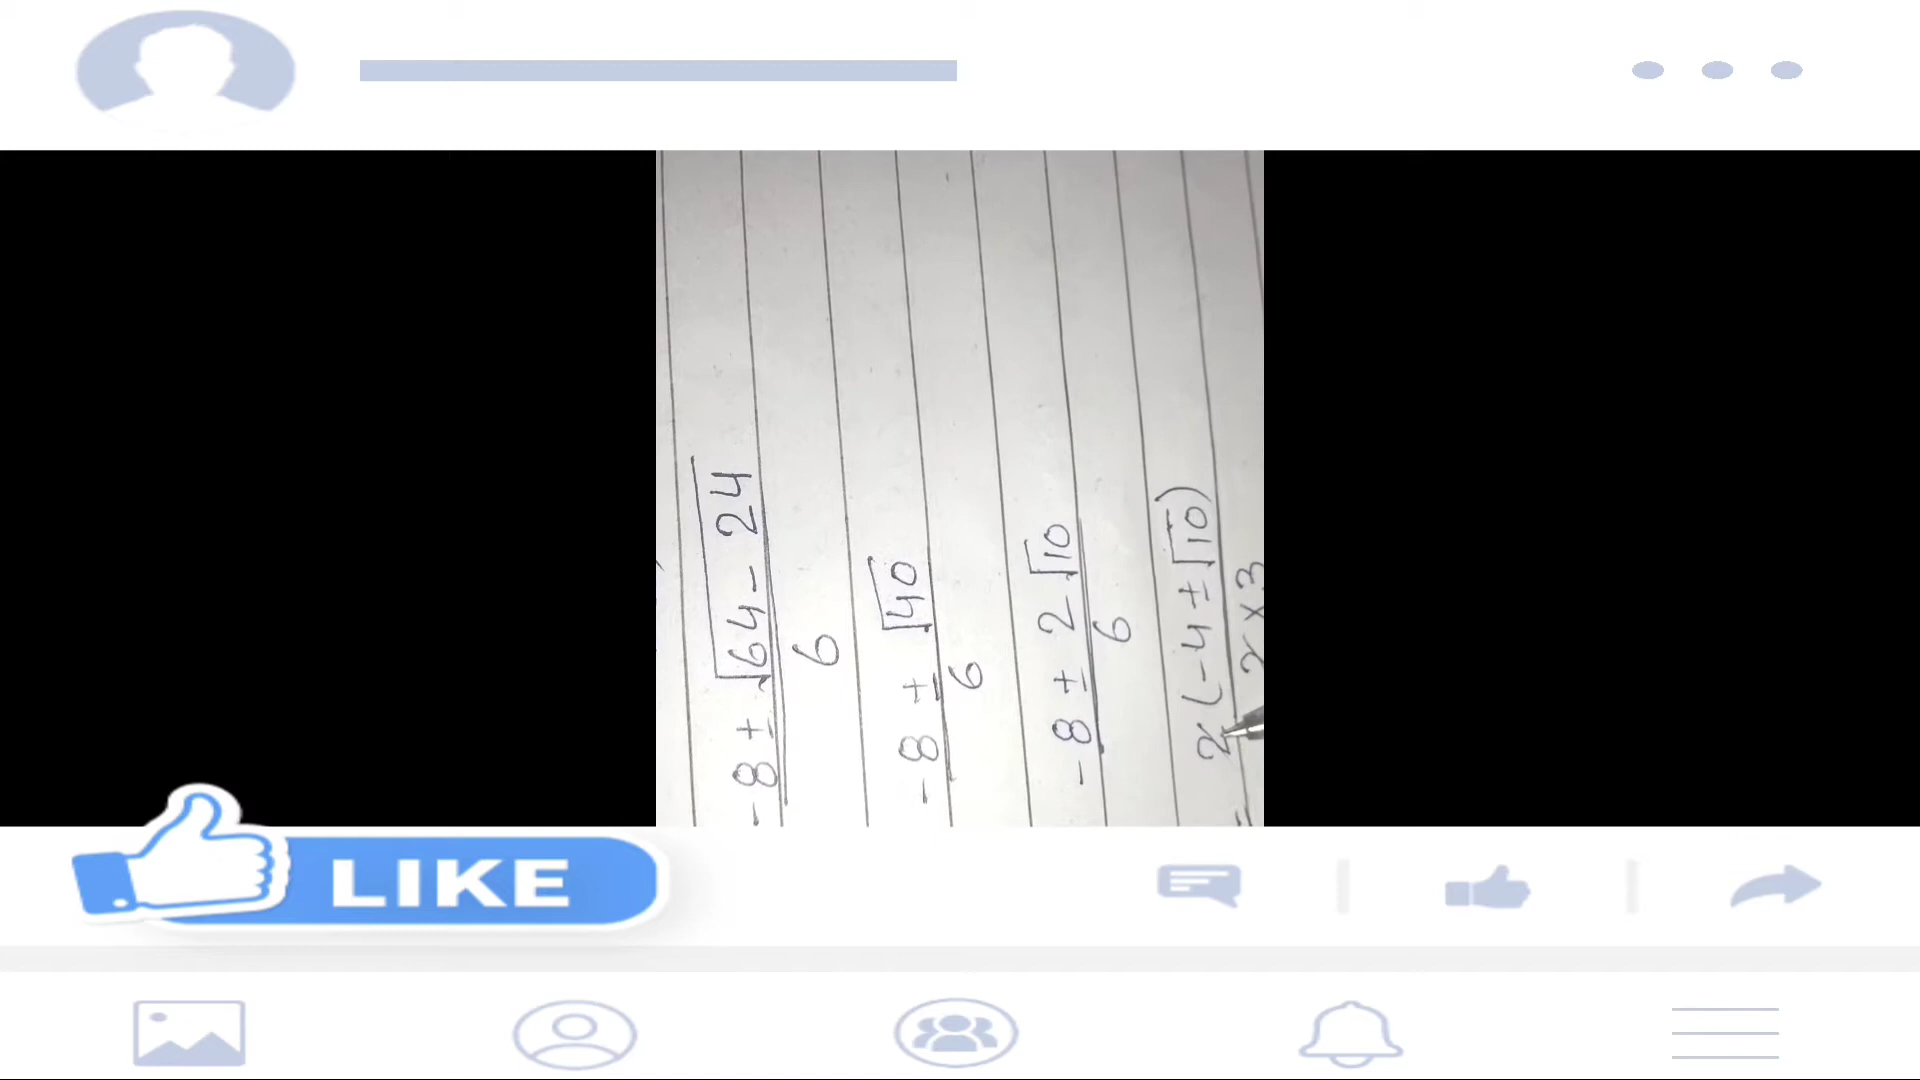 -8 ± √64 - 24
6
-8 ± √40
6
-8 ± 2√10
6
2(-4 ± √10)
2 × 3
LIKE